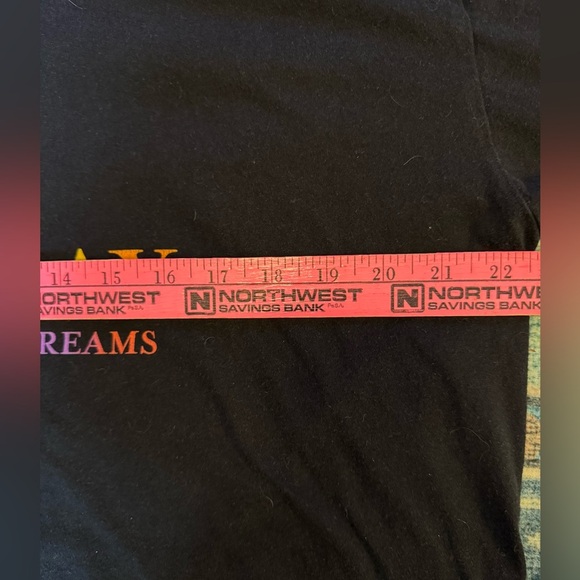 14 15 16 17 18 19 20 21 22
NORTHWEST N NORTHWEST N NORTHWEST
SAVINGS BANK SAVINGS BANK SAVINGS BANK
REAMS